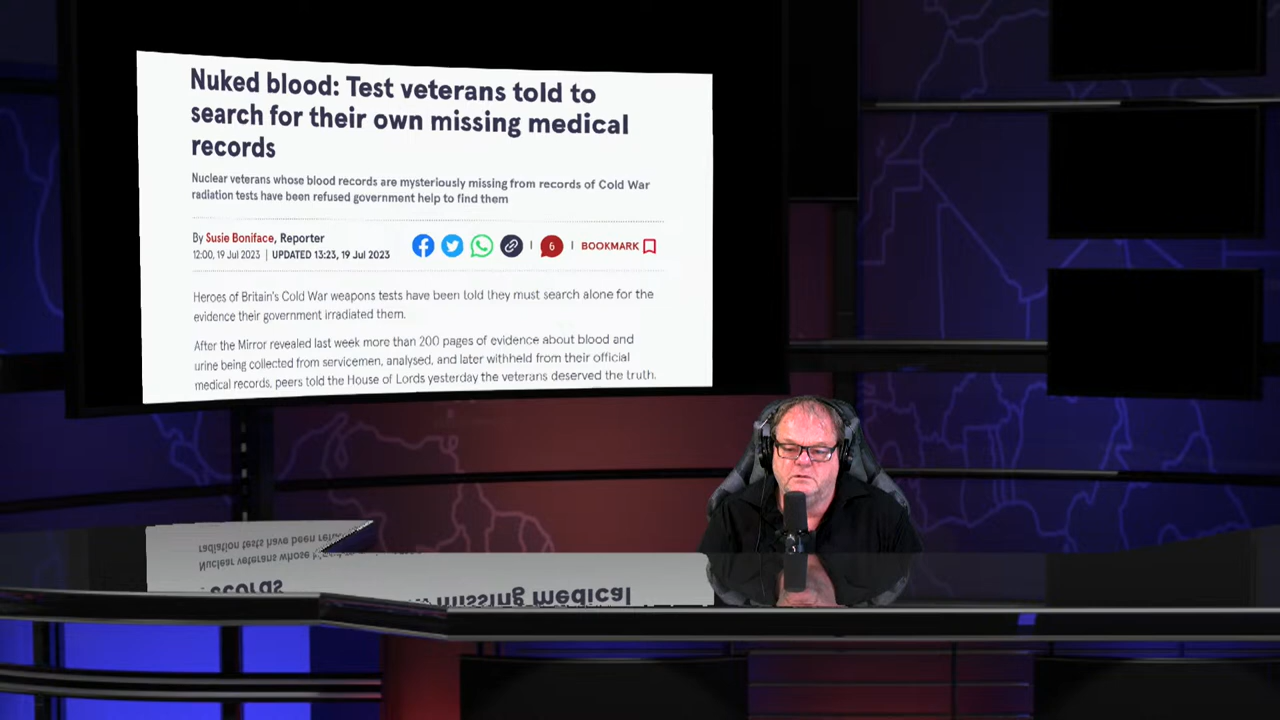 Nuked blood: Test veterans told to
search for their own missing medical
records
Nuclear veterans whose blood records are mysteriously missing from records of Cold War
radiation tests have been refused government help to find them
By Susie Boniface, Reporter
12:00, 19 Jul 2023 | UPDATED 13:23, 19 Jul 2023
6 | BOOKMARK
Heroes of Britain's Cold War weapons tests have been told they must search alone for the
evidence their government irradiated them.
After the Mirror revealed last week more than 200 pages of evidence about blood and
urine being collected from servicemen, analysed, and later withheld from their official
medical records, peers told the House of Lords yesterday the veterans deserved the truth.